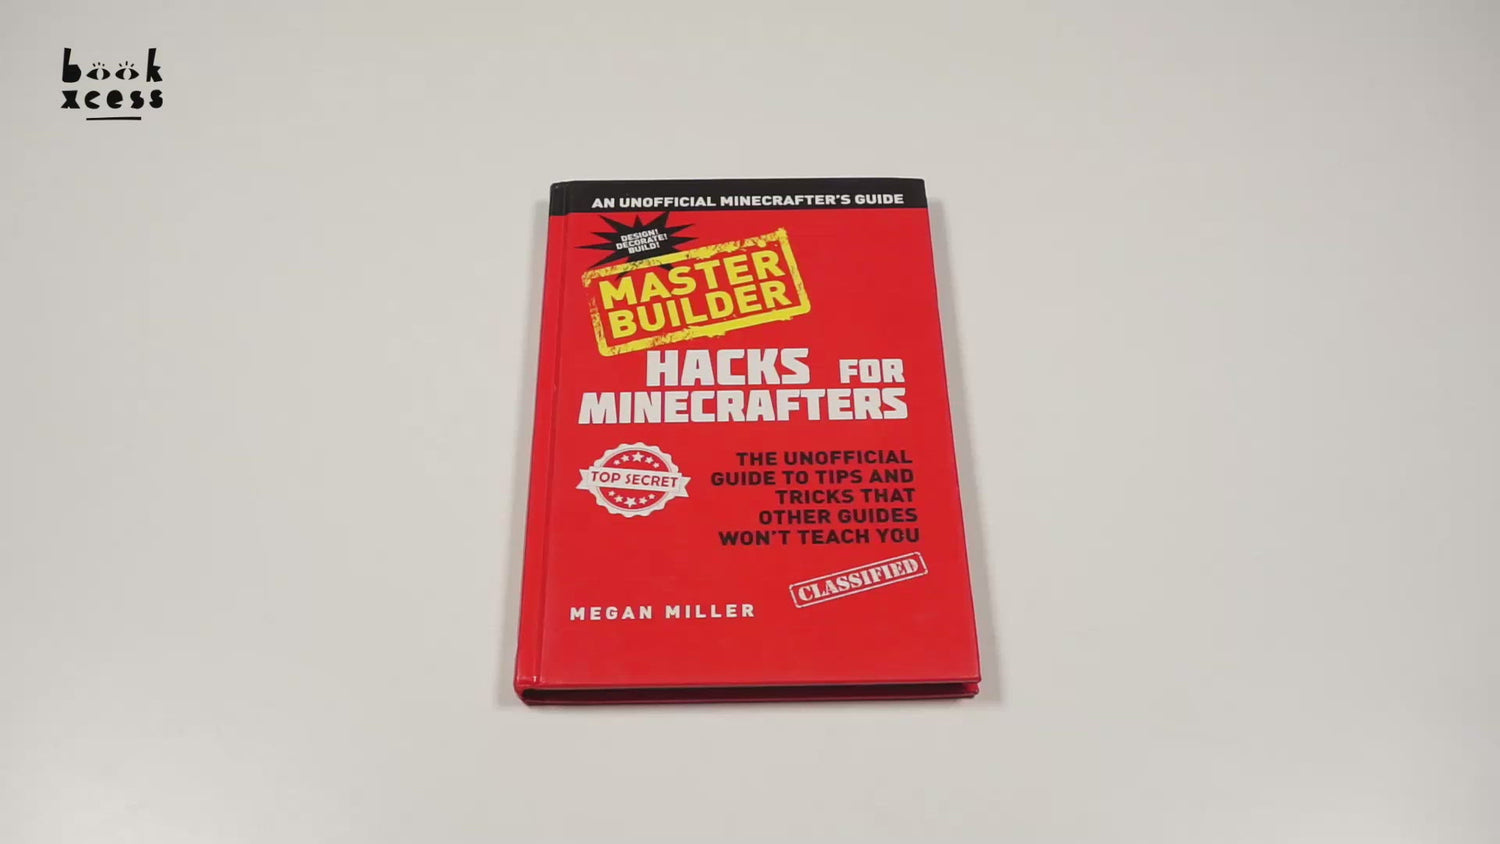 book
xcess
AN UNOFFICIAL MINECRAFTER'S GUIDE
DESIGN!
DECORATE!
BUILD!
MASTER
BUILDER
HACKS FOR
MINECRAFTERS
TOP SECRET
THE UNOFFICIAL
GUIDE TO TIPS AND
TRICKS THAT
OTHER GUIDES
WON'T TEACH YOU
CLASSIFIED
MEGAN MILLER